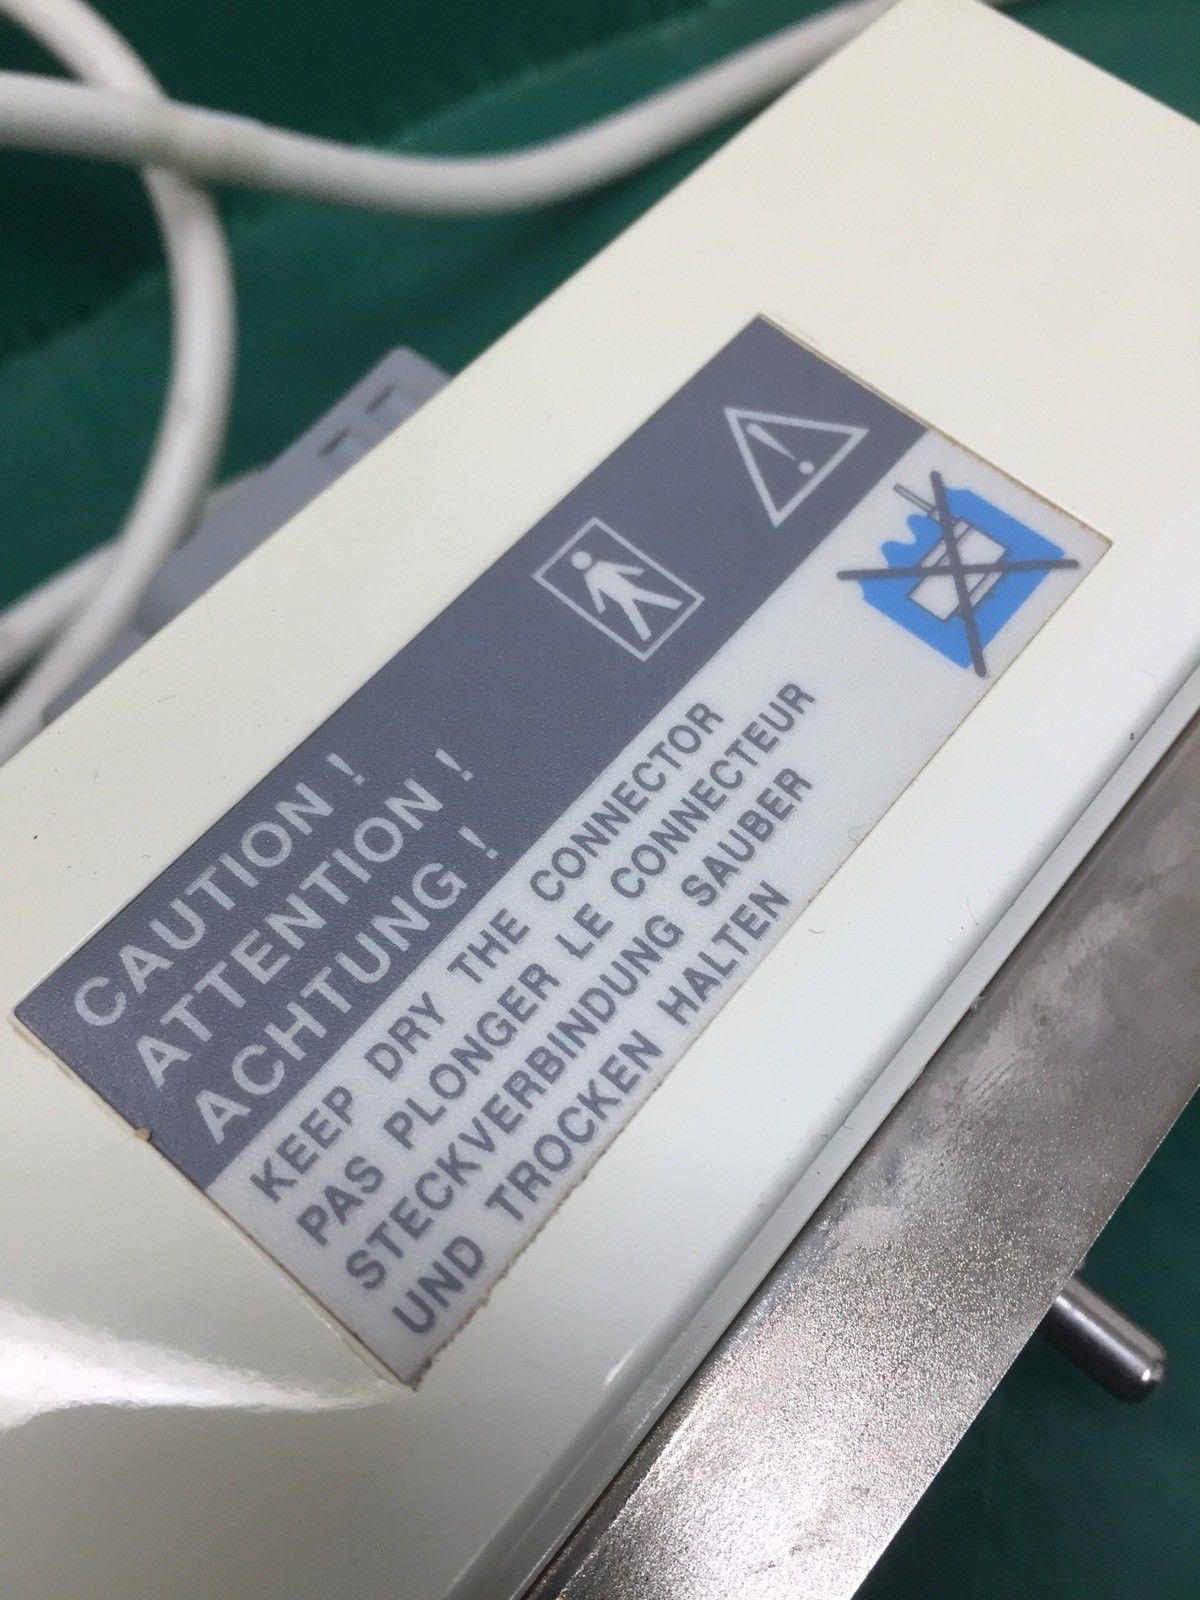 CAUTION !
ATTENTION !
ACHTUNG !
KEEP DRY THE CONNECTOR
PAS PLONGER LE CONNECTEUR
STECKVERBINDUNG SAUBER
UND TROCKEN HALTEN